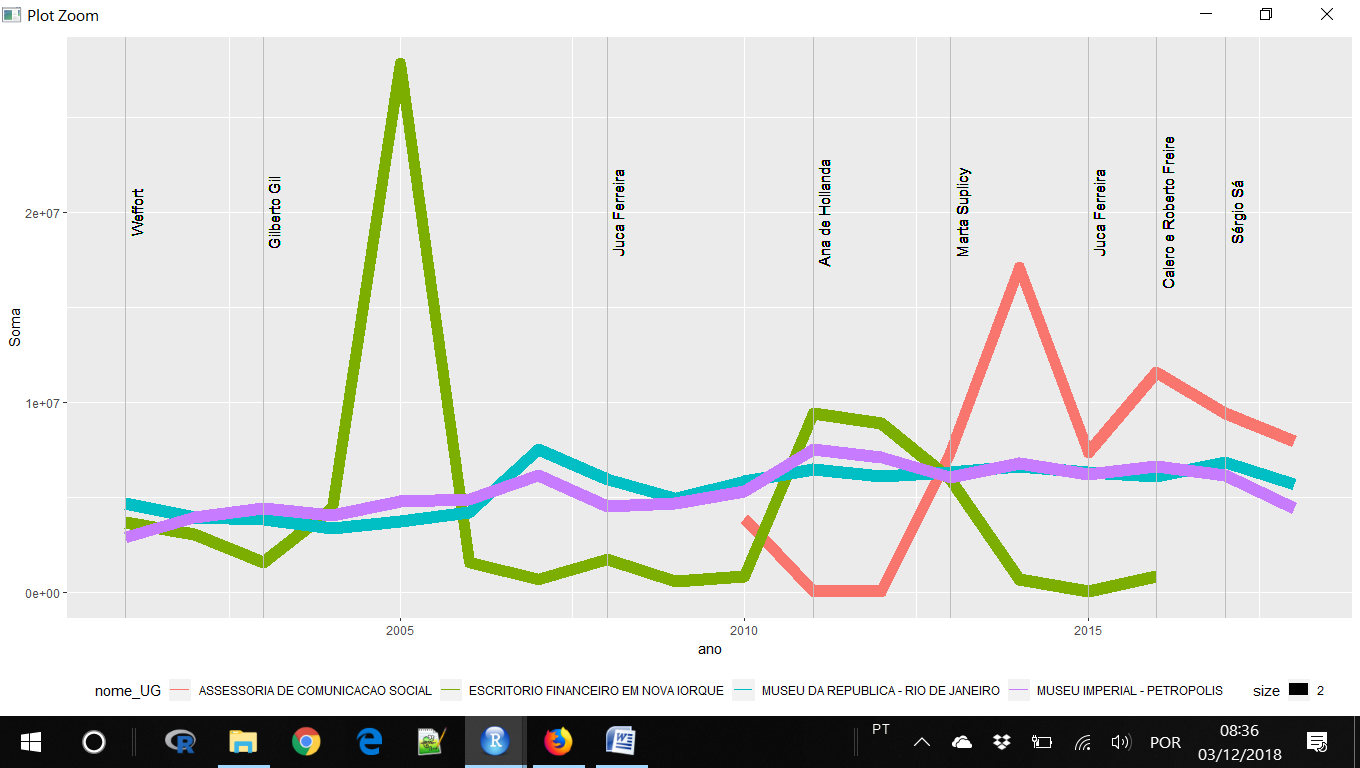 Plot Zoom
Weffort
Gilberto Gil
Juca Ferreira
Ana de Hollanda
Marta Suplicy
Juca Ferreira
Calero e Roberto Freire
Sérgio Sá
Soma
2e+07
1e+07
0e+00
2005 2010 2015
ano
nome_UG ASSESSORIA DE COMUNICACAO SOCIAL ESCRITORIO FINANCEIRO EM NOVA IORQUE MUSEU DA REPUBLICA - RIO DE JANEIRO MUSEU IMPERIAL - PETROPOLIS size 2
PT
POR
08:36
03/12/2018